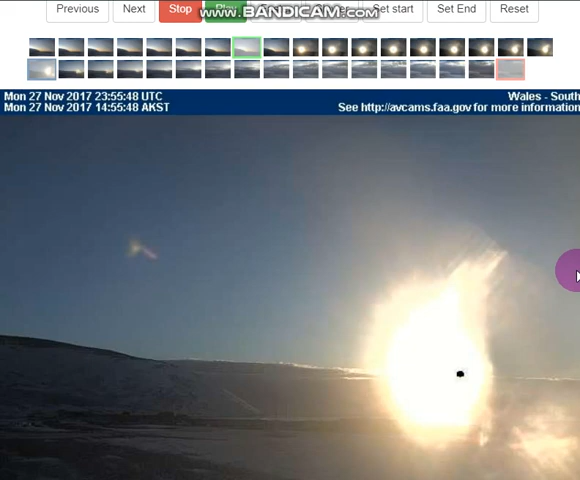 Previous Next Stop Play Set start Set End Reset
www.BANDICAM.com
Mon 27 Nov 2017 23:55:48 UTC Wales - South
Mon 27 Nov 2017 14:55:48 AKST See http://avcams.faa.gov for more information